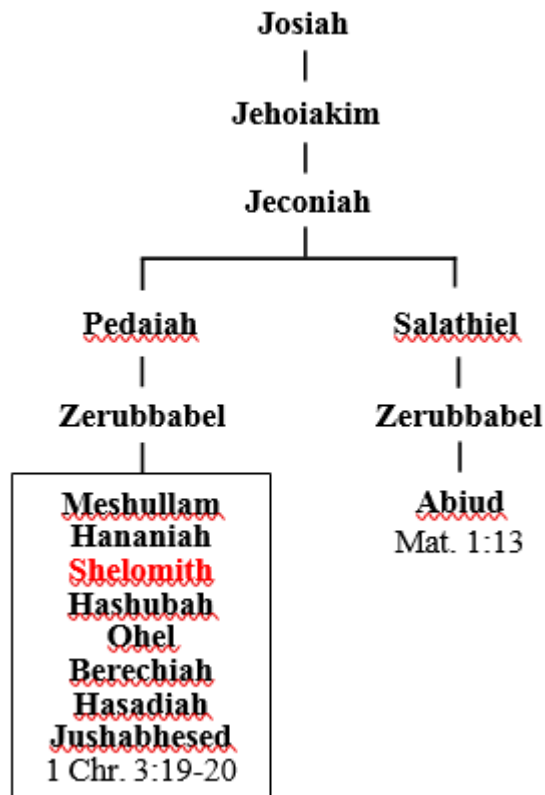 Josiah
Jehoiakim
Jeconiah
Pedaiah
Salathiel
Zerubbabel
Zerubbabel
Meshullam
Hananiah
Shelomith
Hashubah
Ohel
Berechiah
Hasadiah
Jushabhesed
1 Chr. 3:19-20
Abiud
Mat. 1:13